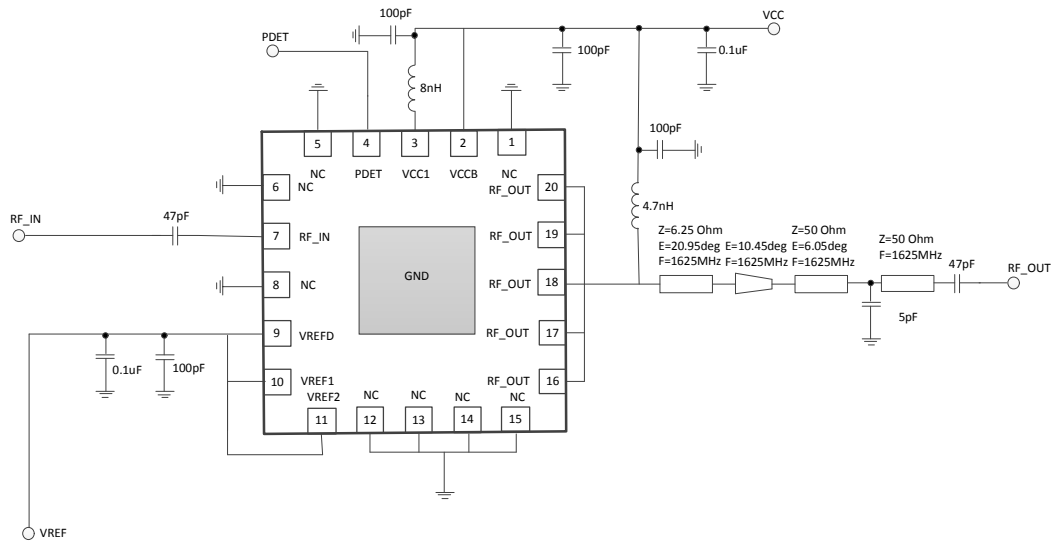 100pF
VCC
PDET
100pF
0.1uF
8nH
100pF
5
4
3
2
1
NC
PDET
VCC1
VCCB
NC
6
NC
RF_OUT
20
4.7nH
RF_IN
47pF
7
RF_IN
RF_OUT
19
Z=6.25 Ohm
E=20.95deg
F=1625MHz
E=10.45deg
F=1625MHz
Z=50 Ohm
E=6.05deg
F=1625MHz
Z=50 Ohm
F=1625MHz
47pF
RF_OUT
GND
8
NC
RF_OUT
18
5pF
9
VREFD
RF_OUT
17
0.1uF
100pF
10
VREF1
RF_OUT
16
VREF2
NC
NC
NC
NC
11
12
13
14
15
VREF